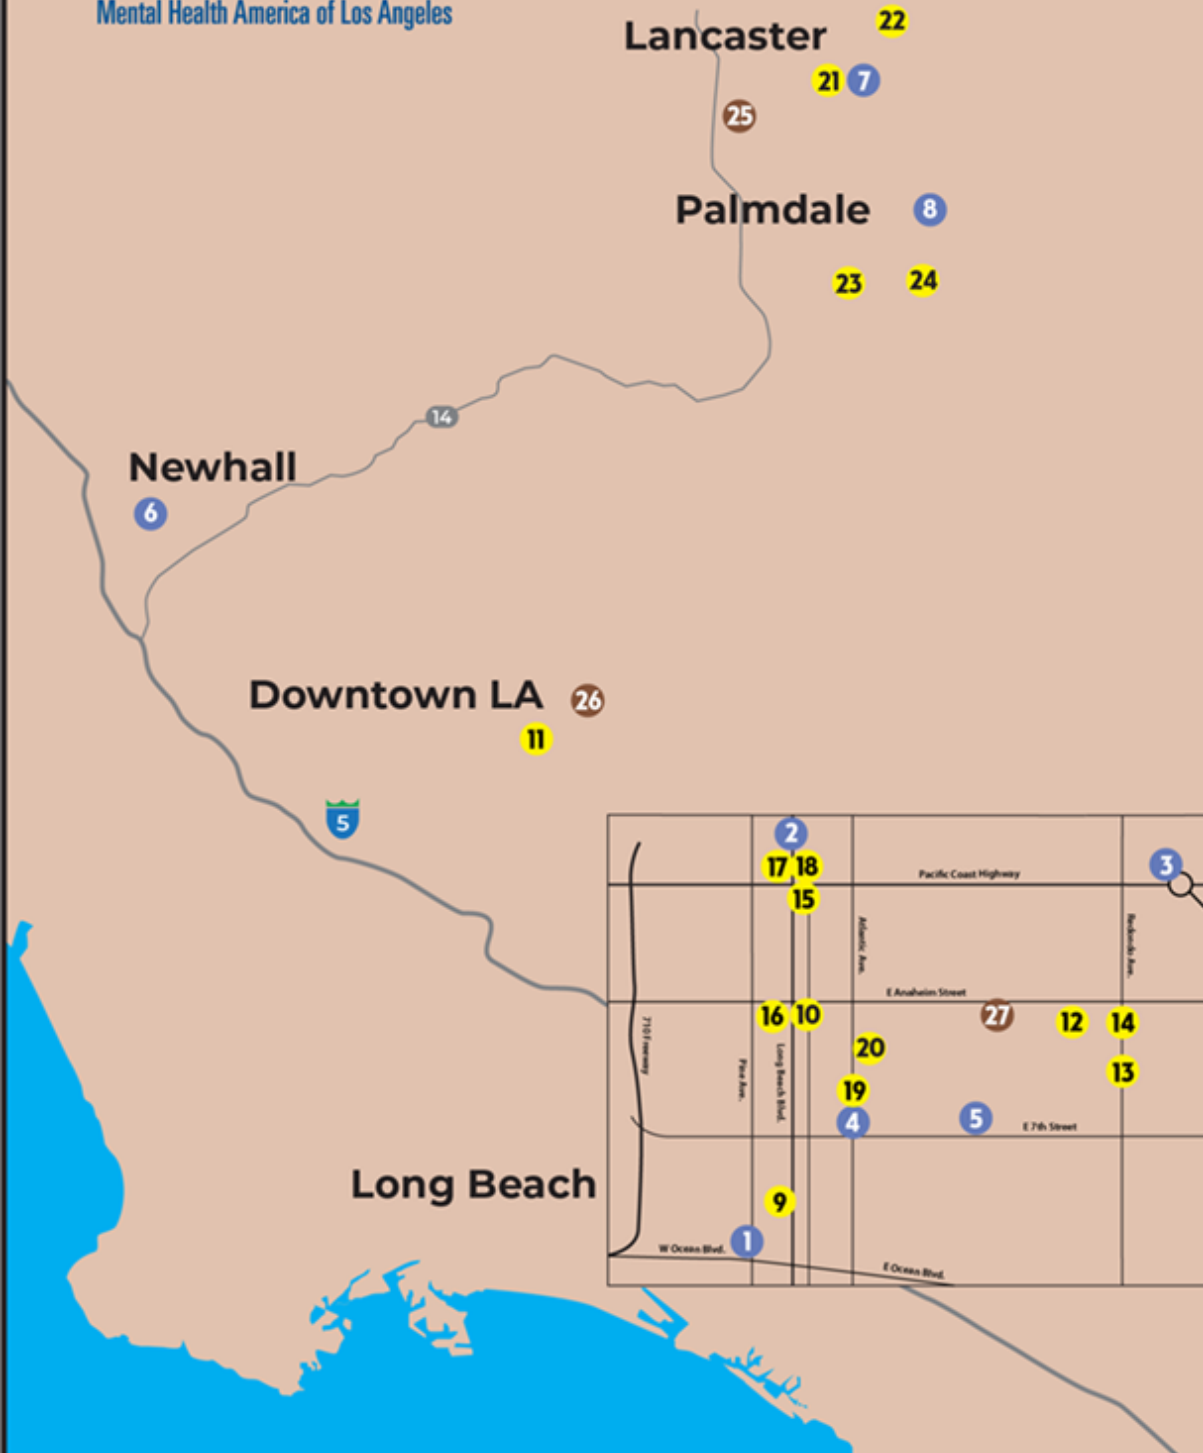 Mental Health America of Los Angeles
Lancaster
22
21
7
25
Palmdale
8
23
24
14
Newhall
6
Downtown LA
26
11
5
2
17
18
3
Pacific Coast Highway
15
Atlantic Ave.
Redondo Ave.
E Anaheim Street
16
10
27
12
14
710 Freeway
20
Long Beach Blvd.
Pine Ave.
13
19
4
5
E 7th Street
Long Beach
9
1
W Ocean Blvd.
E Ocean Blvd.